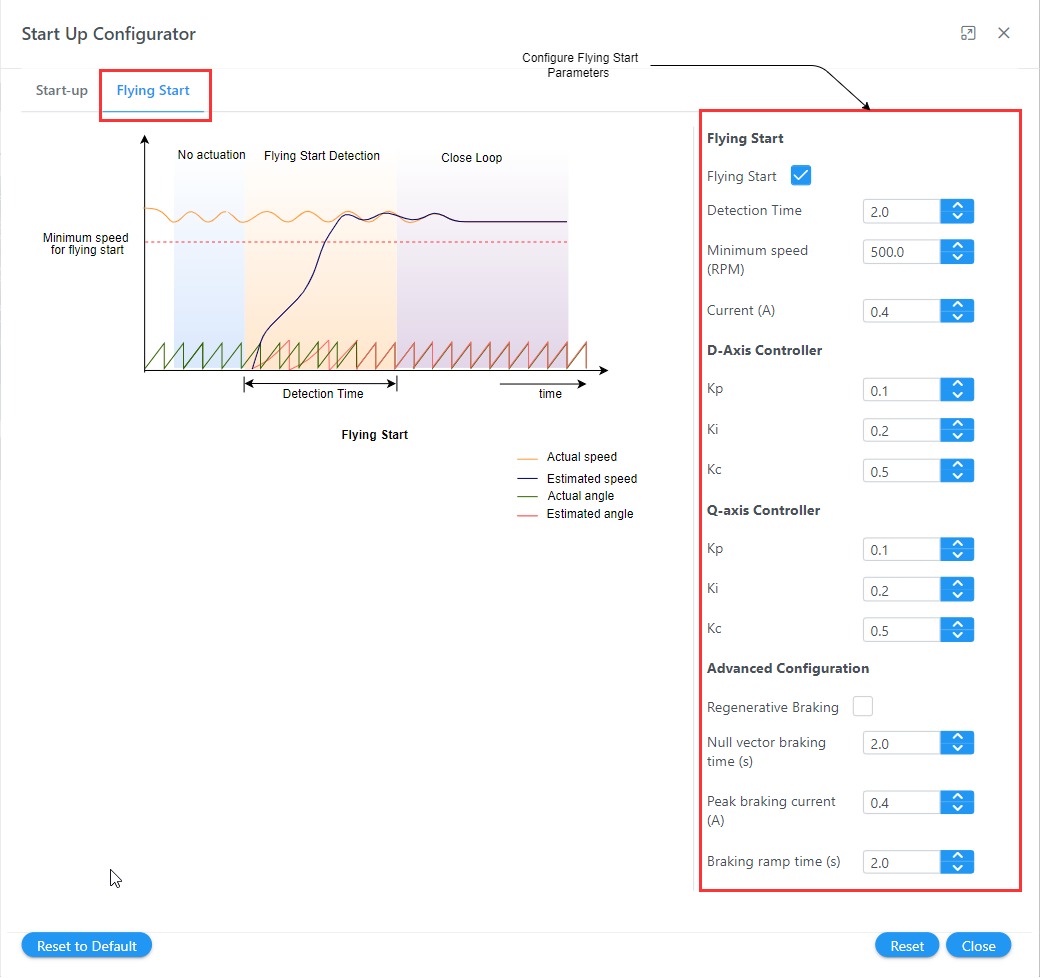 Start Up Configurator
Configure Flying Start
Parameters
Start-up
Flying Start
No actuation
Flying Start Detection
Close Loop
Minimum speed
for flying start
Detection Time
time
Flying Start
Actual speed
Estimated speed
Actual angle
Estimated angle
Flying Start
Flying Start
Detection Time
2.0
Minimum speed
(RPM)
500.0
Current (A)
0.4
D-Axis Controller
Kp
0.1
Ki
0.2
Kc
0.5
Q-axis Controller
Kp
0.1
Ki
0.2
Kc
0.5
Advanced Configuration
Regenerative Braking
Null vector braking
time (s)
2.0
Peak braking current
(A)
0.4
Braking ramp time (s)
2.0
Reset to Default
Reset
Close